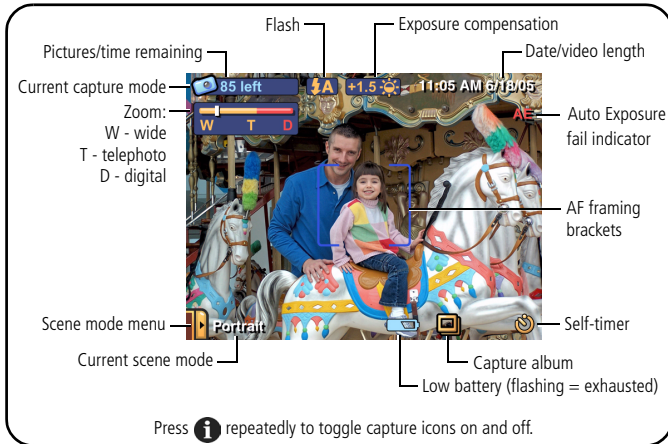 Flash
Exposure compensation
Pictures/time remaining
Date/video length
Current capture mode
85 left
A
+1.5
11:05 AM 6/18/05
Zoom:
W - wide
T - telephoto
D - digital
W T D
AE
Auto Exposure
fail indicator
AF framing
brackets
Scene mode menu
Portrait
Self-timer
Current scene mode
Capture album
Low battery (flashing = exhausted)
Press i repeatedly to toggle capture icons on and off.